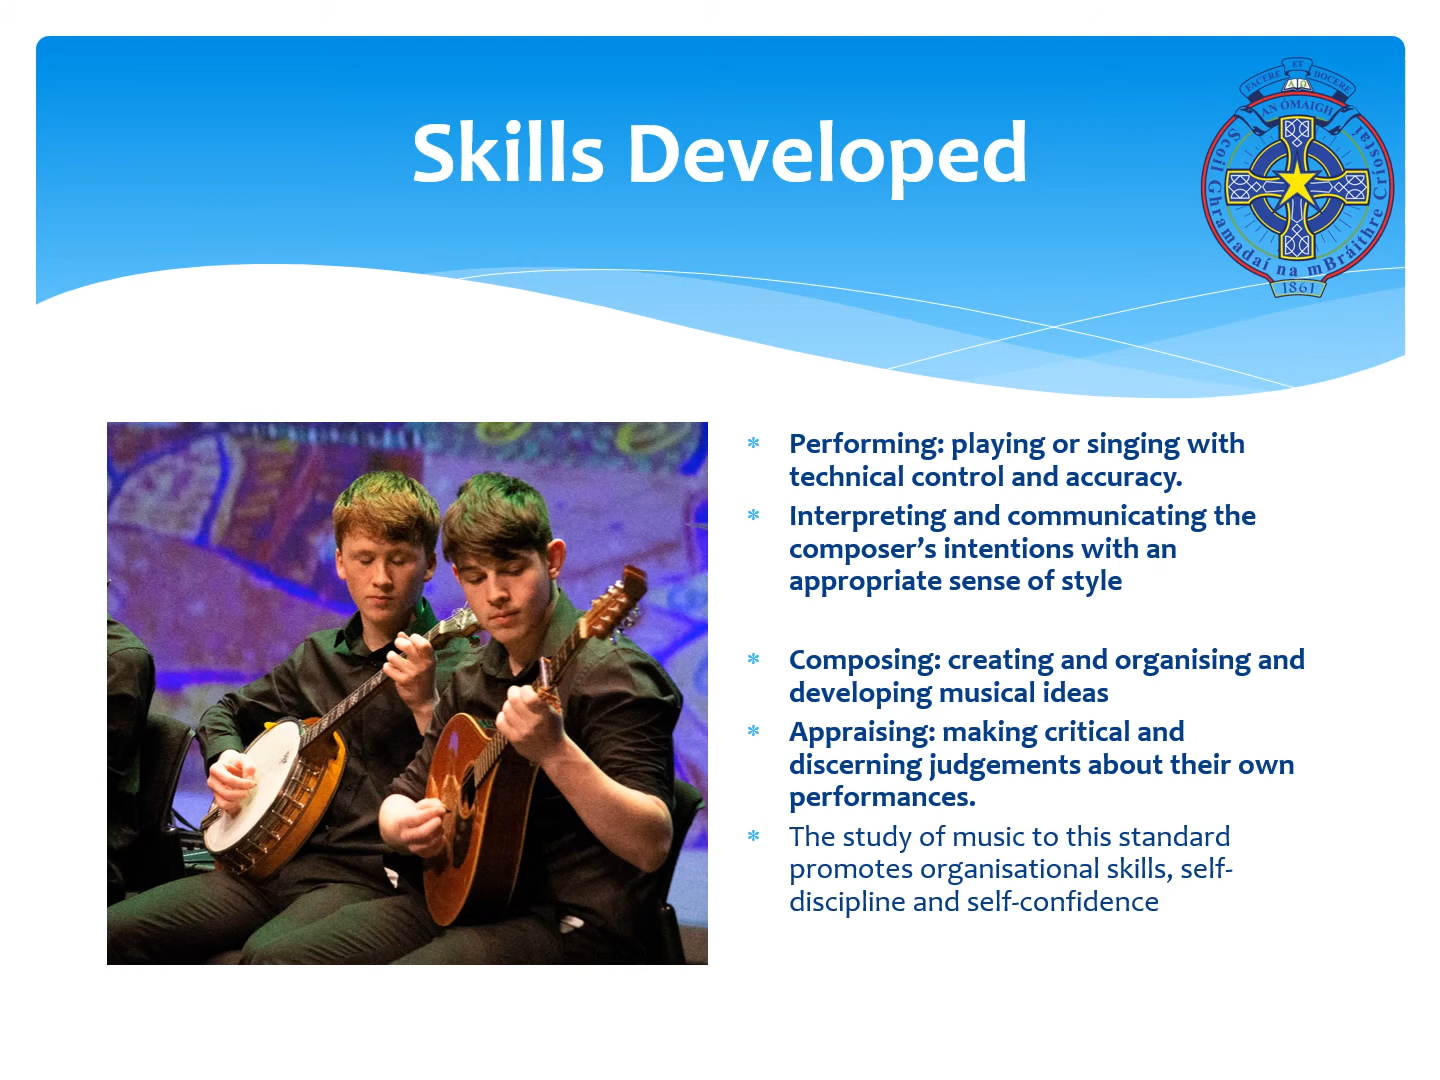 Skills Developed
FACERE ET DOCERE
A Ω
AN ÓMAIGH
Scoil Ghramadaí na mBráithre Críostaí
1861
* Performing: playing or singing with
technical control and accuracy.
* Interpreting and communicating the
composer’s intentions with an
appropriate sense of style
* Composing: creating and organising and
developing musical ideas
* Appraising: making critical and
discerning judgements about their own
performances.
* The study of music to this standard
promotes organisational skills, self-
discipline and self-confidence